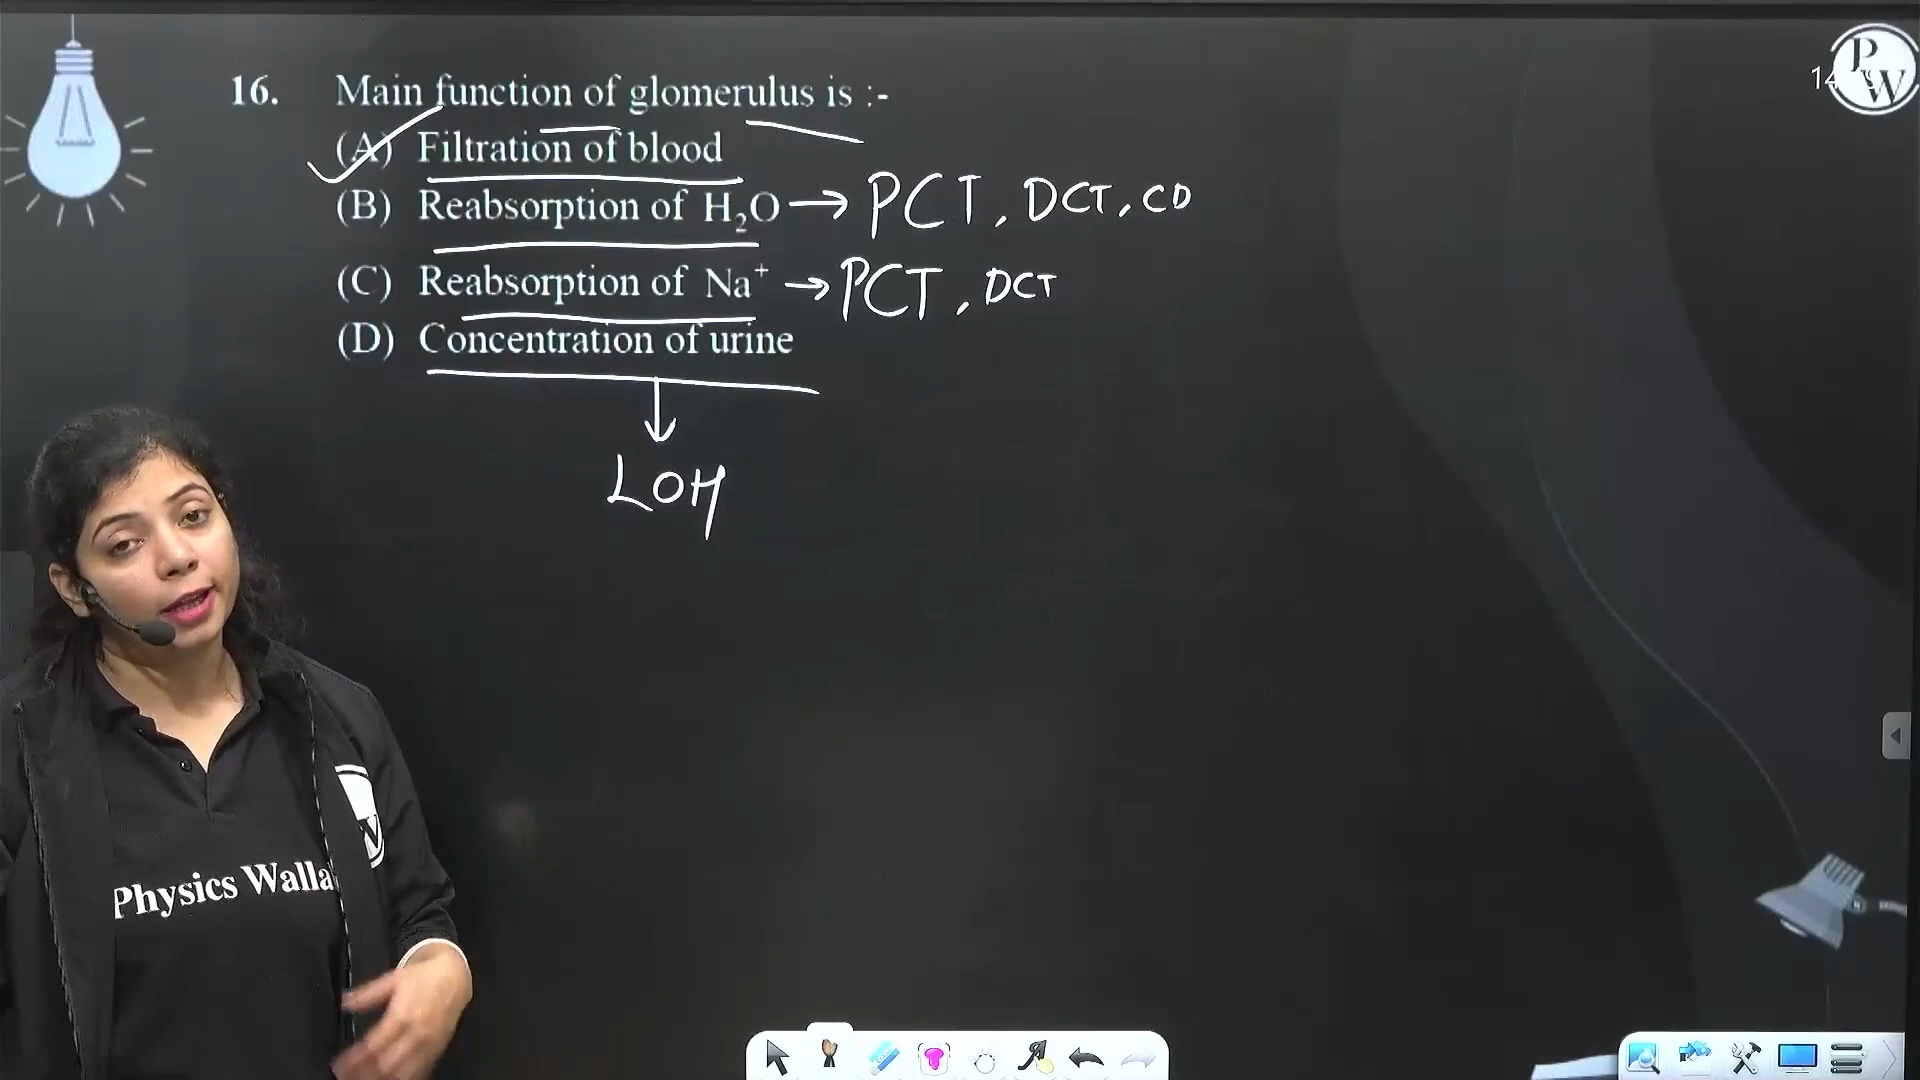 16. Main function of glomerulus is :-
(A) Filtration of blood
(B) Reabsorption of H₂O → PCT, DCT, CD
(C) Reabsorption of Na⁺ → PCT, DCT
(D) Concentration of urine
↓
LOH
PW
Physics Walla
W